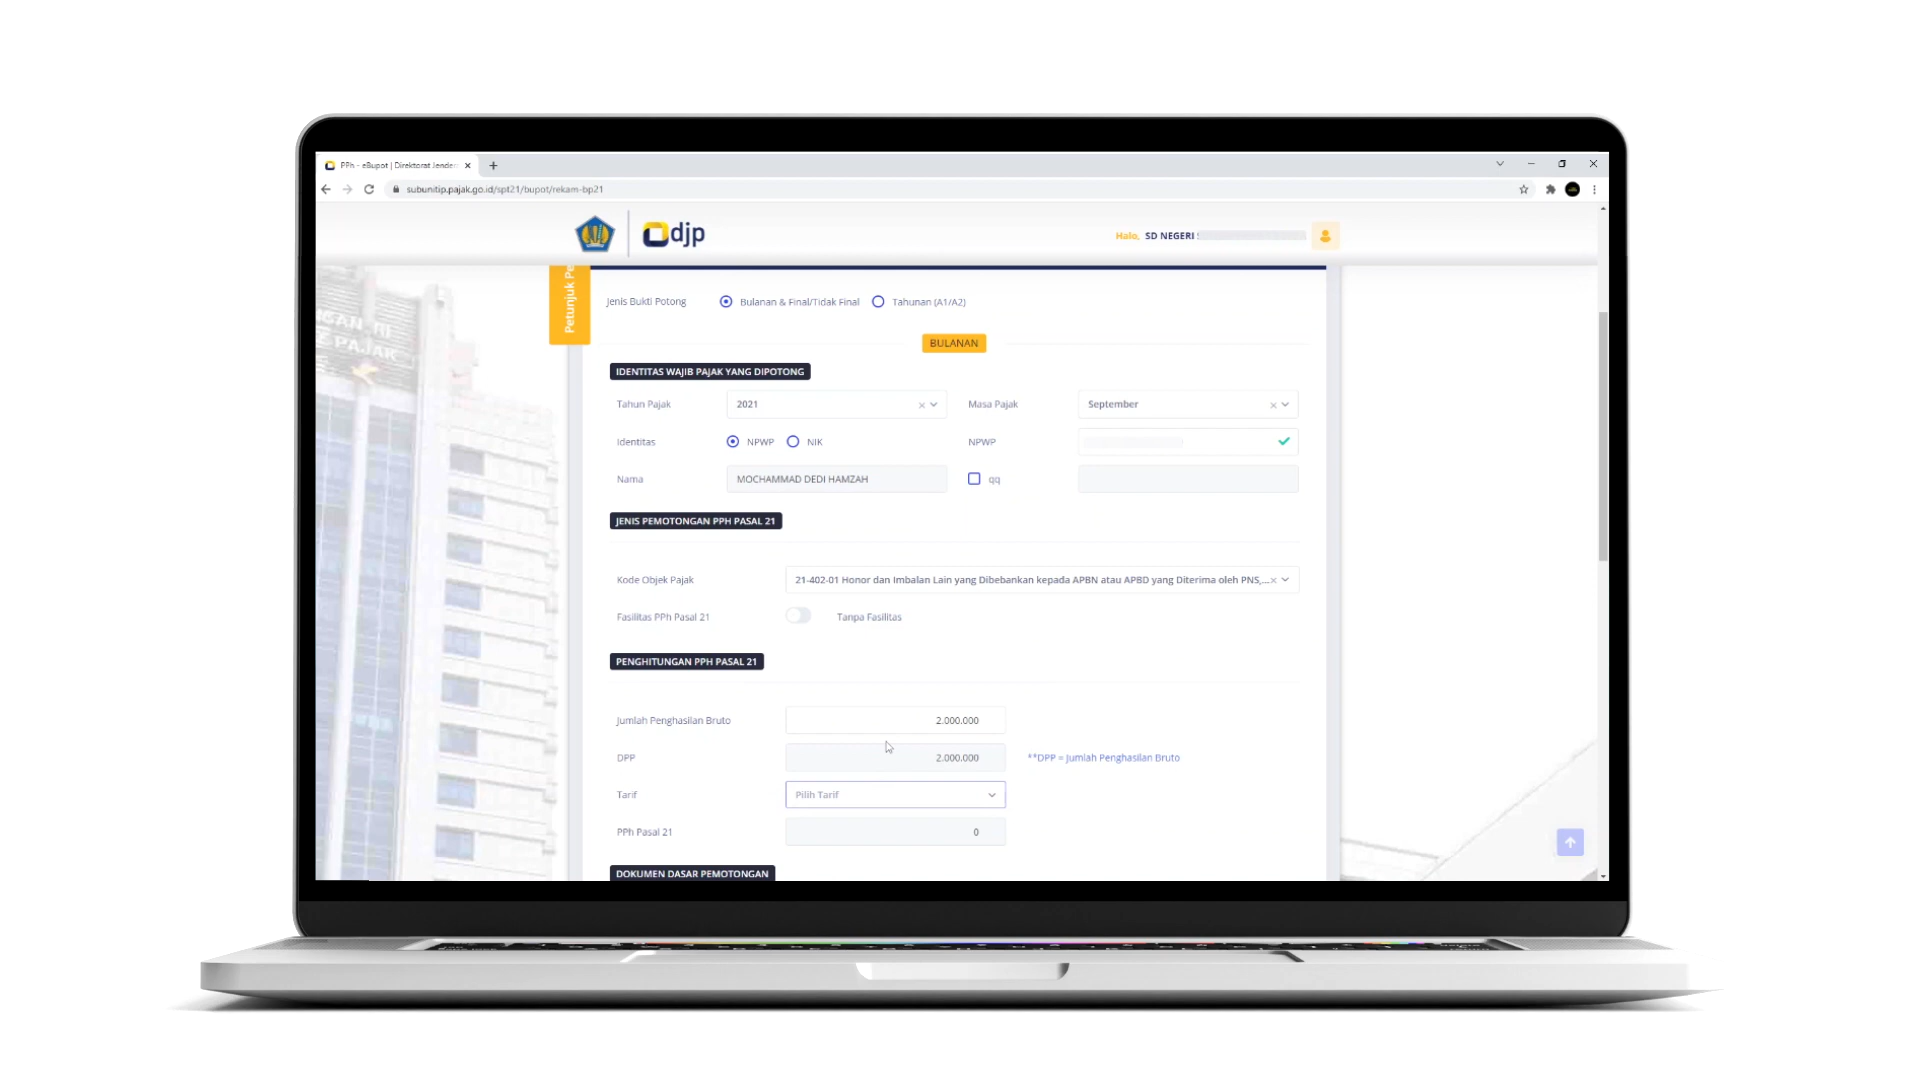 PPh - eBupot | Direktorat Jender
subunitip.pajak.go.id/spt21/bupot/rekam-bp21
djp
Halo, SD NEGERI
Petunjuk Pe
Jenis Bukti Potong Bulanan & Final/Tidak Final Tahunan (A1/A2)
BULANAN
IDENTITAS WAJIB PAJAK YANG DIPOTONG
Tahun Pajak 2021 Masa Pajak September
Identitas NPWP NIK NPWP
Nama MOCHAMMAD DEDI HAMZAH qq
JENIS PEMOTONGAN PPH PASAL 21
Kode Objek Pajak 21-402-01 Honor dan Imbalan Lain yang Dibebankan kepada APBN atau APBD yang Diterima oleh PNS,...
Fasilitas PPh Pasal 21 Tanpa Fasilitas
PENGHITUNGAN PPH PASAL 21
Jumlah Penghasilan Bruto 2.000.000
DPP 2.000.000 **DPP = Jumlah Penghasilan Bruto
Tarif Pilih Tarif
PPh Pasal 21 0
DOKUMEN DASAR PEMOTONGAN